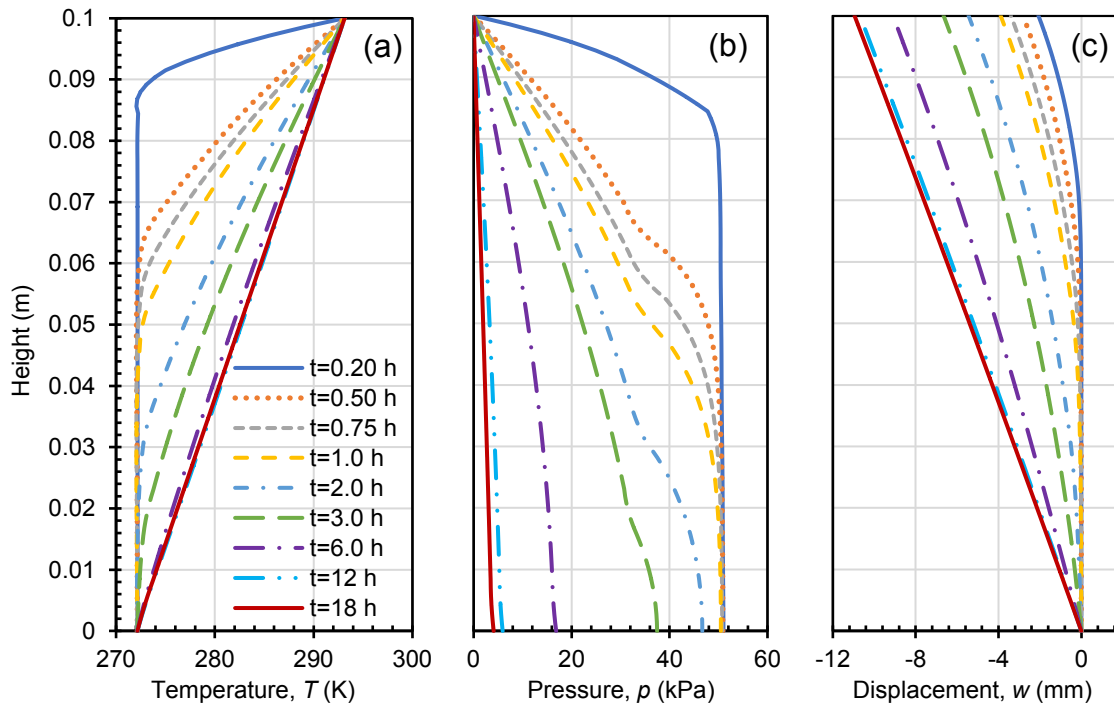 0.1
0.09
0.08
0.07
0.06
0.05
0.04
0.03
0.02
0.01
0
Height (m)
(a)
t=0.20 h
t=0.50 h
t=0.75 h
t=1.0 h
t=2.0 h
t=3.0 h
t=6.0 h
t=12 h
t=18 h
270 280 290 300
Temperature, T (K)
(b)
0 20 40 60
Pressure, p (kPa)
(c)
-12 -8 -4 0
Displacement, w (mm)